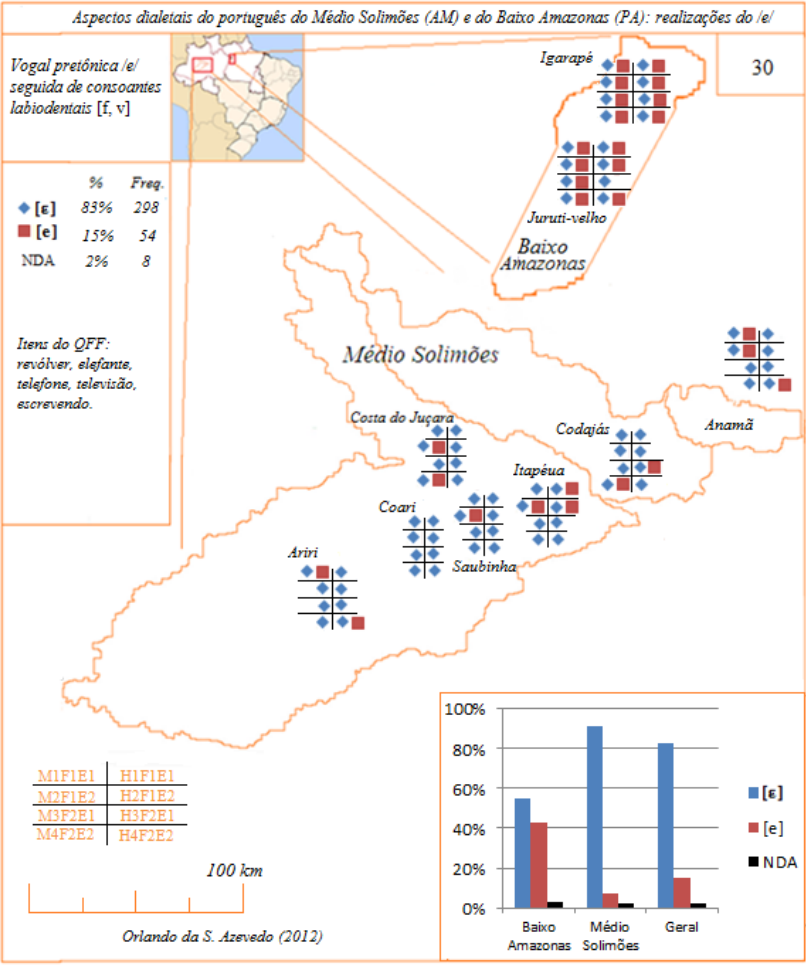 Aspectos dialetais do português do Médio Solimões (AM) e do Baixo Amazonas (PA): realizações do /e/
Vogal pretônica /e/
seguida de consoantes
labiodentais [f, v]
30
% Freq.
[ɛ] 83% 298
[e] 15% 54
NDA 2% 8
Itens do QFF:
revólver, elefante,
telefone, televisão,
escrevendo.
Igarapé
Juruti-velho
Baixo
Amazonas
Médio Solimões
Costa do Juçara
Codajás
Anamã
Itapéua
Coari
Saubinha
Ariri
M1F1E1 H1F1E1
M2F1E2 H2F1E2
M3F2E1 H3F2E1
M4F2E2 H4F2E2
100 km
Orlando da S. Azevedo (2012)
100%
80%
60%
40%
20%
0%
Baixo
Amazonas
Médio
Solimões
Geral
[ɛ]
[e]
NDA